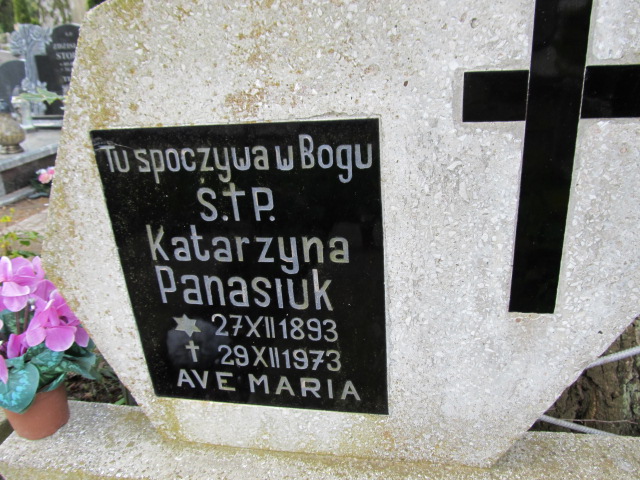 Tu spoczywa w Bogu
Ś.†P.
Katarzyna
Panasiuk
✶ 27 XII 1893
† 29 XII 1973
AVE MARIA